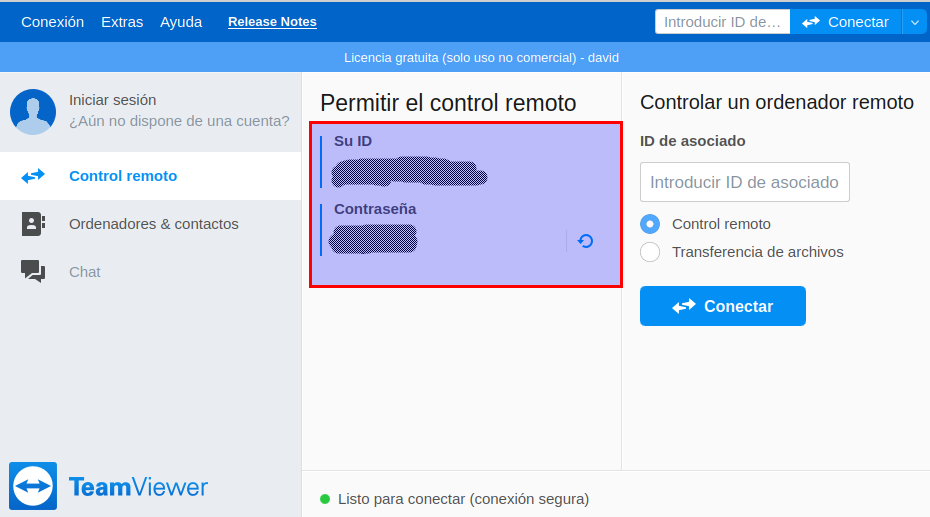 Conexión Extras Ayuda Release Notes Introducir ID de... Conectar
Licencia gratuita (solo uso no comercial) - david
Iniciar sesión
¿Aún no dispone de una cuenta?
Control remoto
Ordenadores & contactos
Chat
TeamViewer
Permitir el control remoto
Su ID
Contraseña
Controlar un ordenador remoto
ID de asociado
Introducir ID de asociado
Control remoto
Transferencia de archivos
Conectar
Listo para conectar (conexión segura)